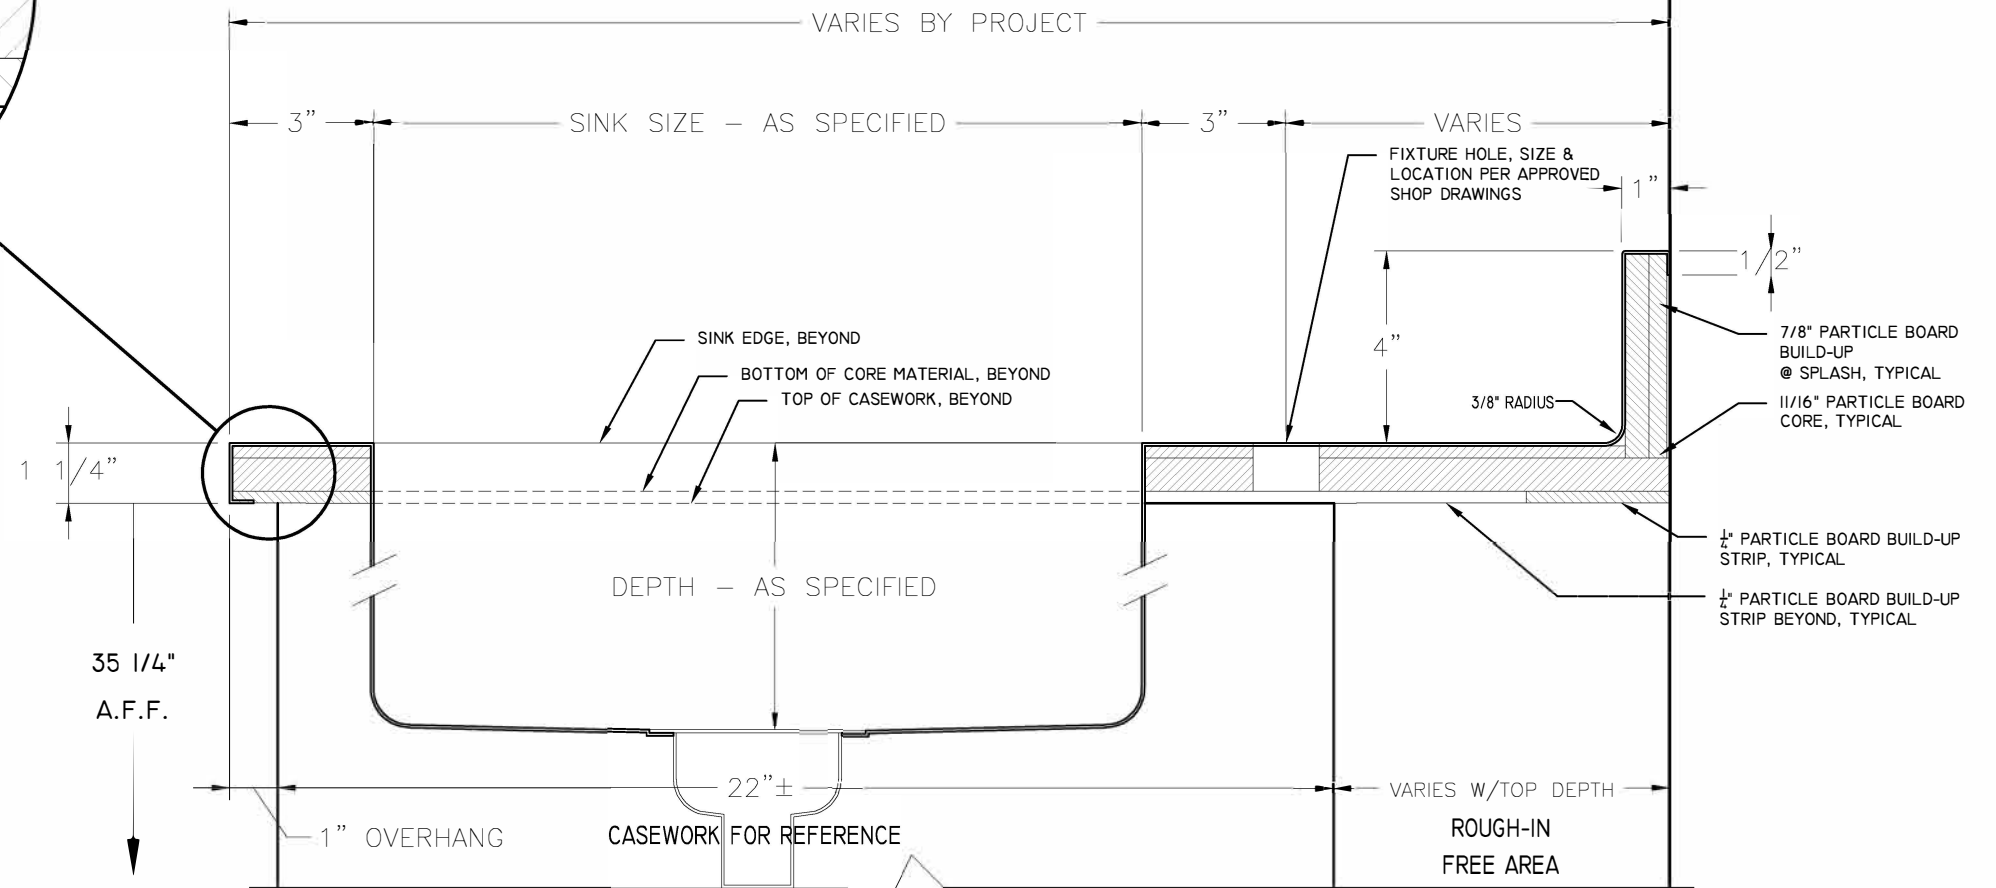 VARIES BY PROJECT
3”
SINK SIZE – AS SPECIFIED
3”
VARIES
FIXTURE HOLE, SIZE &
LOCATION PER APPROVED
SHOP DRAWINGS
1”
1/2”
SINK EDGE, BEYOND
BOTTOM OF CORE MATERIAL, BEYOND
TOP OF CASEWORK, BEYOND
4”
3/8" RADIUS
7/8" PARTICLE BOARD
BUILD-UP
@ SPLASH, TYPICAL
11/16" PARTICLE BOARD
CORE, TYPICAL
1 1/4”
¼" PARTICLE BOARD BUILD-UP
STRIP, TYPICAL
DEPTH – AS SPECIFIED
¼" PARTICLE BOARD BUILD-UP
STRIP BEYOND, TYPICAL
35 1/4"
A.F.F.
22”±
VARIES W/TOP DEPTH
1” OVERHANG
CASEWORK FOR REFERENCE
ROUGH-IN
FREE AREA